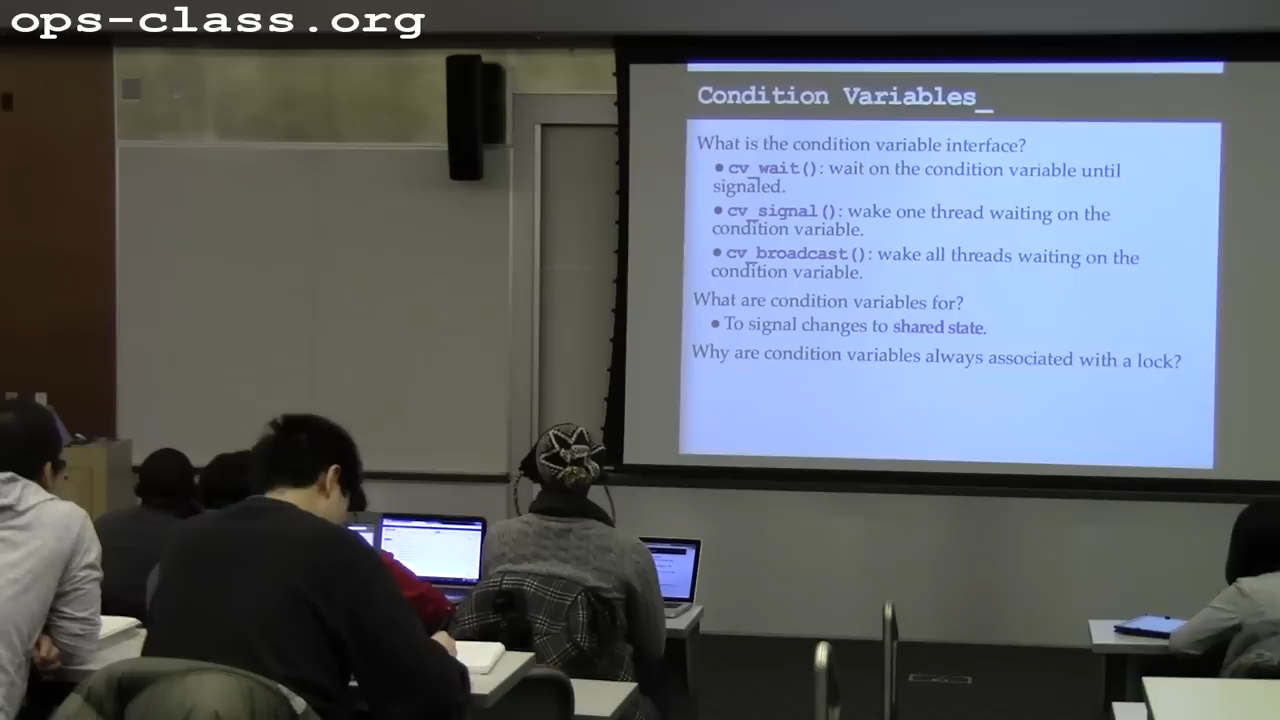 ops-class.org
Condition Variables_
What is the condition variable interface?
● cv_wait(): wait on the condition variable until
signaled.
● cv_signal(): wake one thread waiting on the
condition variable.
● cv_broadcast(): wake all threads waiting on the
condition variable.
What are condition variables for?
● To signal changes to shared state.
Why are condition variables always associated with a lock?